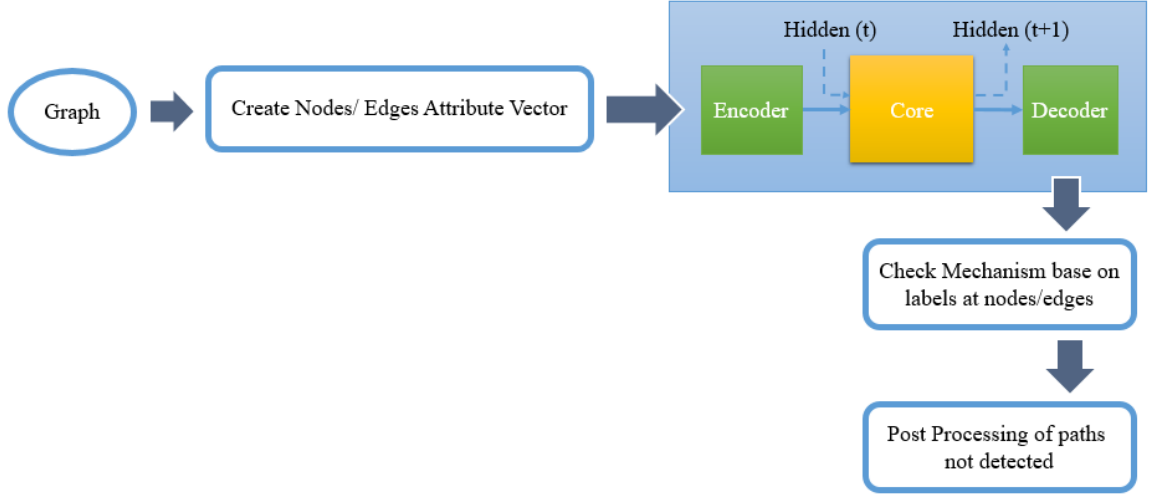 Graph
Create Nodes/ Edges Attribute Vector
Hidden (t)
Hidden (t+1)
Encoder
Core
Decoder
Check Mechanism base on
labels at nodes/edges
Post Processing of paths
not detected